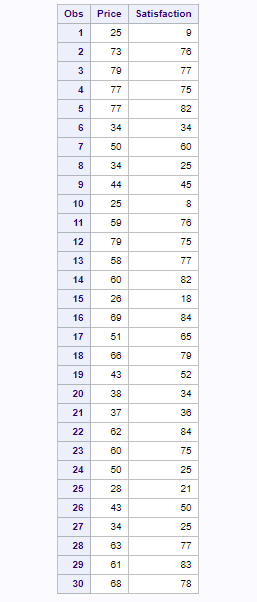 Obs Price Satisfaction
1 25 9
2 73 76
3 79 77
4 77 75
5 77 82
6 34 34
7 50 60
8 34 25
9 44 45
10 25 8
11 59 76
12 79 75
13 58 77
14 60 82
15 26 18
16 69 84
17 51 65
18 66 79
19 43 52
20 38 34
21 37 36
22 62 84
23 60 75
24 50 25
25 28 21
26 43 50
27 34 25
28 63 77
29 61 83
30 68 78